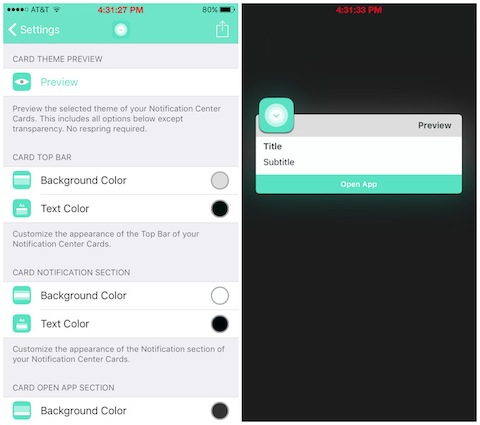 AT&T 4:31:27 PM 80%
Settings
CARD THEME PREVIEW
Preview
Preview the selected theme of your Notification Center
Cards. This includes all options below except
transparency. No respring required.
CARD TOP BAR
Background Color
Aa
Text Color
Customize the appearance of the Top Bar of your
Notification Center Cards.
CARD NOTIFICATION SECTION
Background Color
Aa
Text Color
Customize the appearance of the Notification section of
your Notification Center Cards.
CARD OPEN APP SECTION
Background Color
4:31:33 PM
Preview
Title
Subtitle
Open App